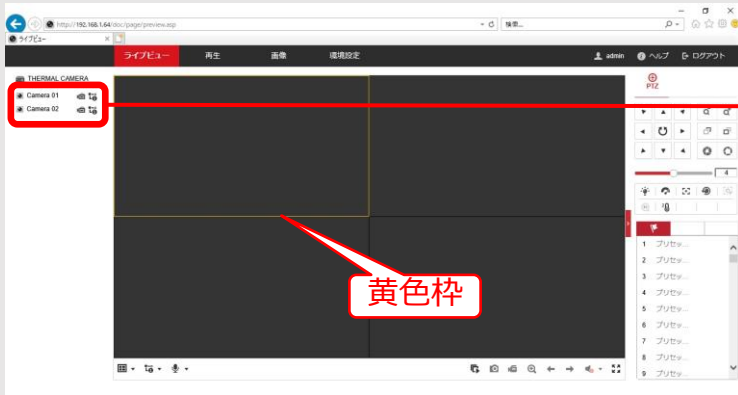 http://192.168.1.64/doc/page/preview.asp
検索...
ライブビュー
ライブビュー 再生 画像 環境設定 admin ヘルプ ログアウト
THERMAL CAMERA
Camera 01
Camera 02
PTZ
4
黄色枠
1 プリセッ...
2 プリセッ...
3 プリセッ...
4 プリセッ...
5 プリセッ...
6 プリセッ...
7 プリセッ...
8 プリセッ...
9 プリセッ...